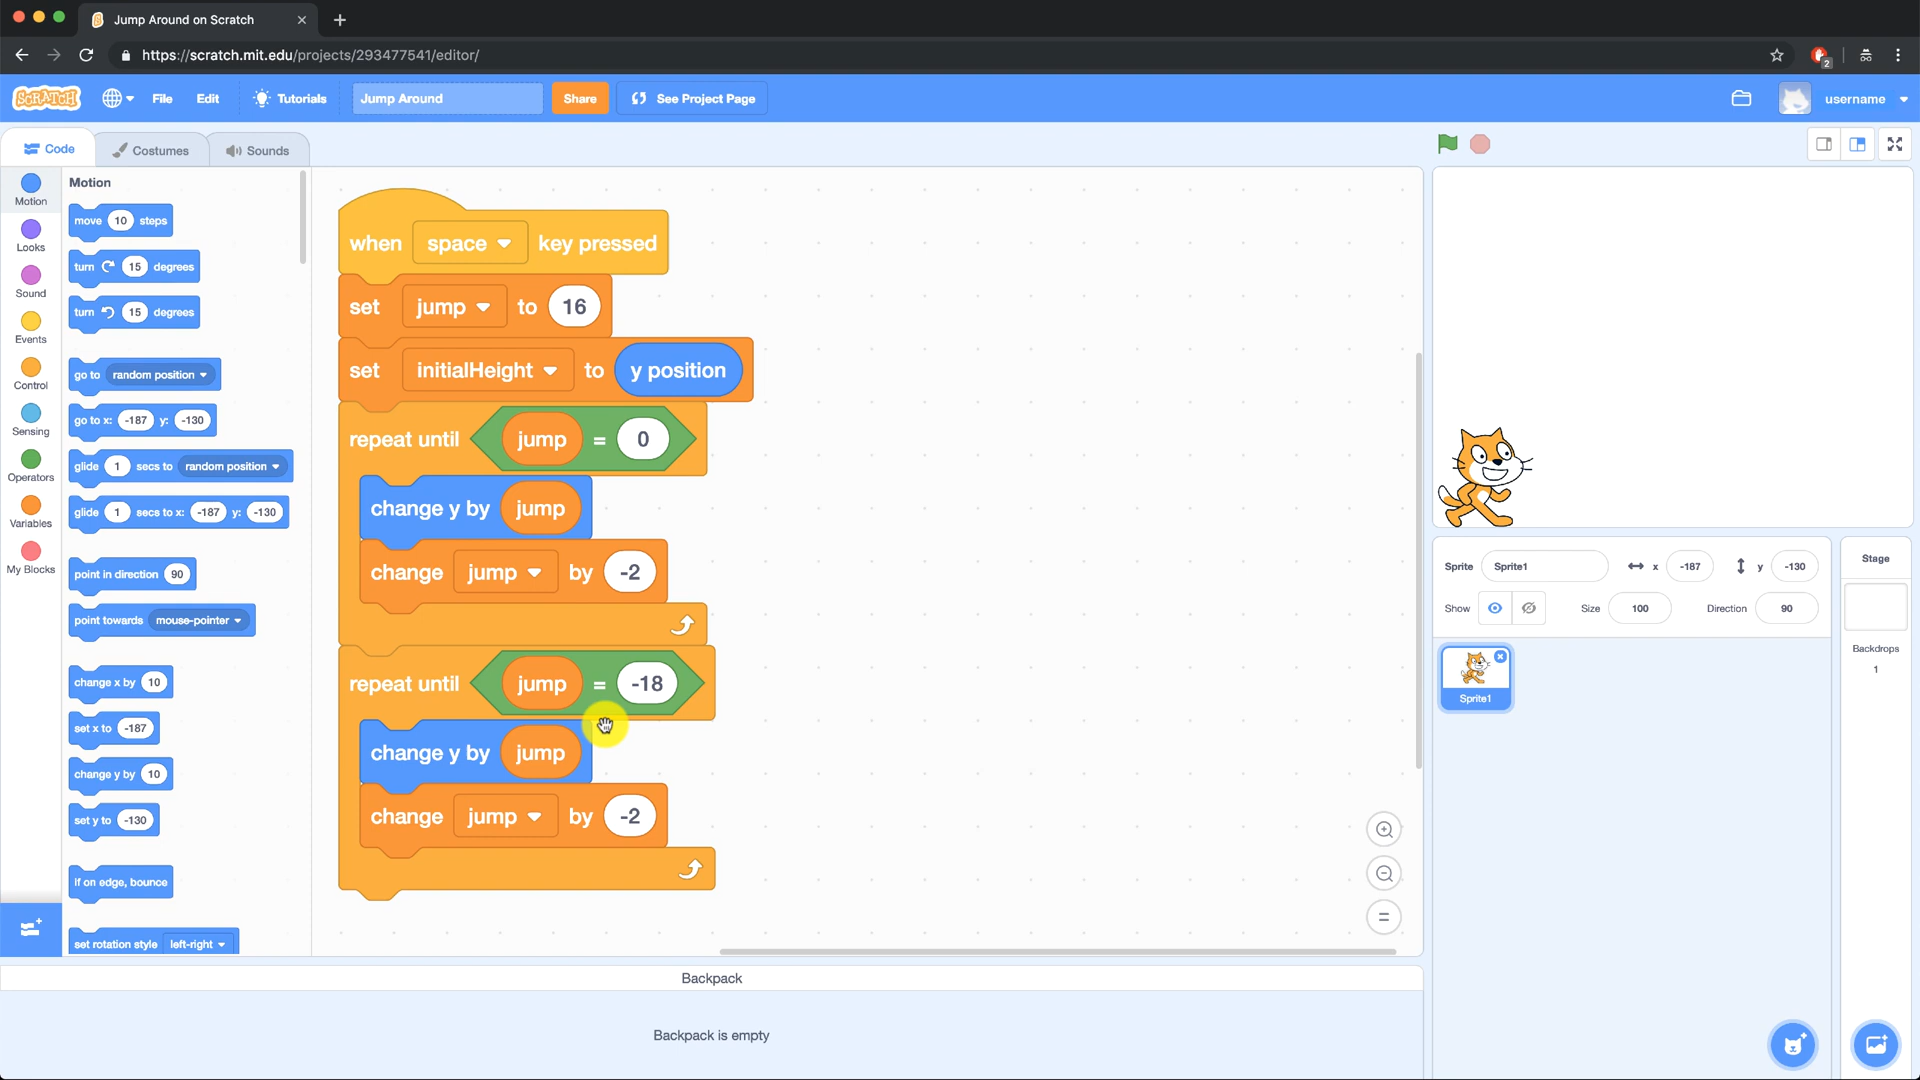 Jump Around on Scratch
https://scratch.mit.edu/projects/293477541/editor/
2
SCRATCH
File
Edit
Tutorials
Jump Around
Share
See Project Page
username
Code
Costumes
Sounds
Motion
Looks
Sound
Events
Control
Sensing
Operators
Variables
My Blocks
Motion
move 10 steps
turn 15 degrees
turn 15 degrees
go to random position
go to x: -187 y: -130
glide 1 secs to random position
glide 1 secs to x: -187 y: -130
point in direction 90
point towards mouse-pointer
change x by 10
set x to -187
change y by 10
set y to -130
if on edge, bounce
set rotation style left-right
when space key pressed
set jump to 16
set initialHeight to y position
repeat until jump = 0
change y by jump
change jump by -2
repeat until jump = -18
change y by jump
change jump by -2
Backpack
Backpack is empty
Sprite Sprite1 x -187 y -130
Show Size 100 Direction 90
Sprite1
Stage
Backdrops
1